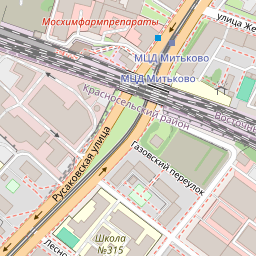 Мосхимфармпрепараты
улица Же
МЦД Митьково
МЦД Митьково
Красносельский район
Восточн
Русаковская улица
Газовский переулок
Лесно
Школа
№315